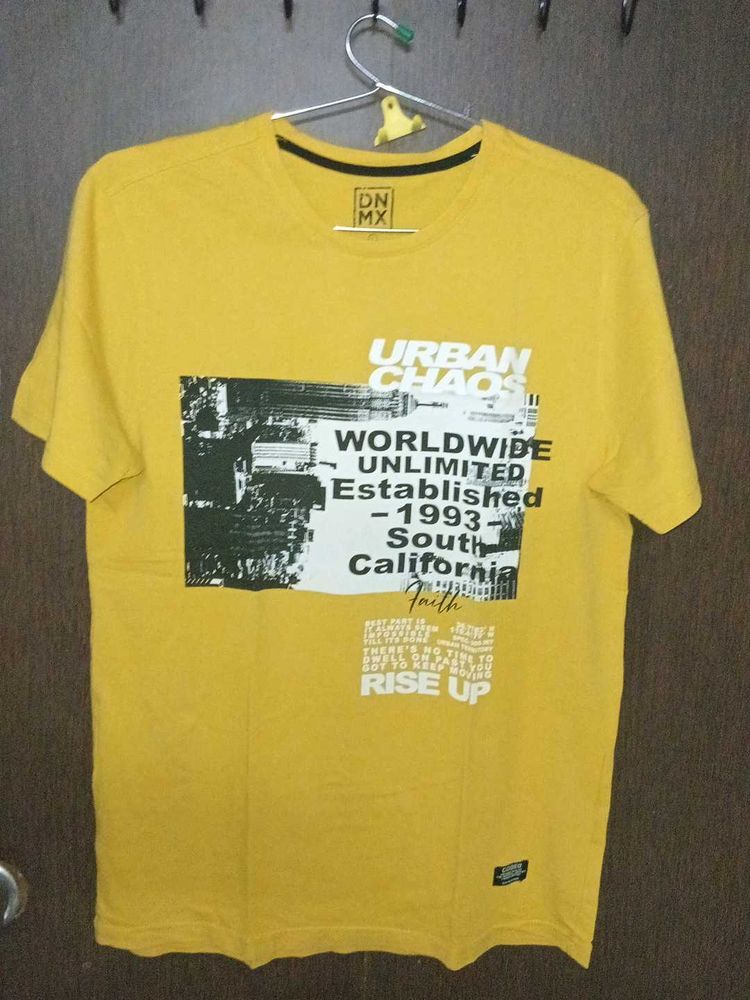 DN
MX
URBAN
CHAOS
WORLDWIDE
UNLIMITED
Established
-1993-
South
California
Faith
BEST PART IS
IT ALWAYS SEEM
IMPOSSIBLE
TILL ITS DONE
URBAN TERRITORY
THERE'S NO TIME TO
DWELL ON PAST YOU
GOT TO KEEP MOVING
RISE UP